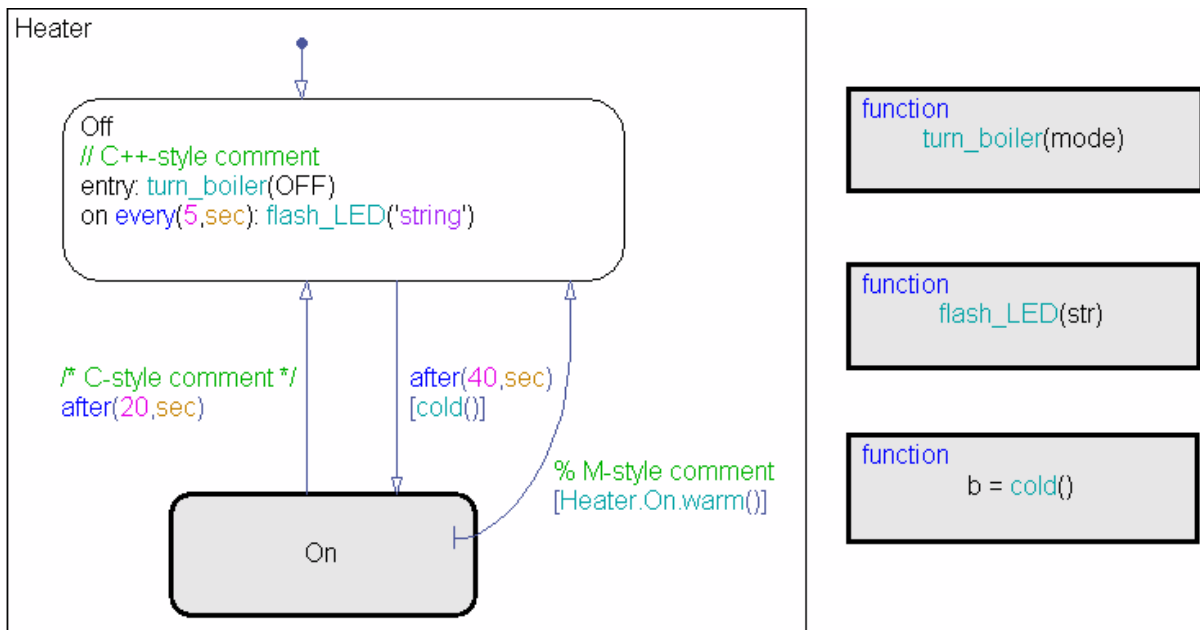 Heater
Off
// C++-style comment
entry: turn_boiler(OFF)
on every(5,sec): flash_LED('string')
/* C-style comment */
after(20,sec)
after(40,sec)
[cold()]
% M-style comment
[Heater.On.warm()]
On
function
turn_boiler(mode)
function
flash_LED(str)
function
b = cold()